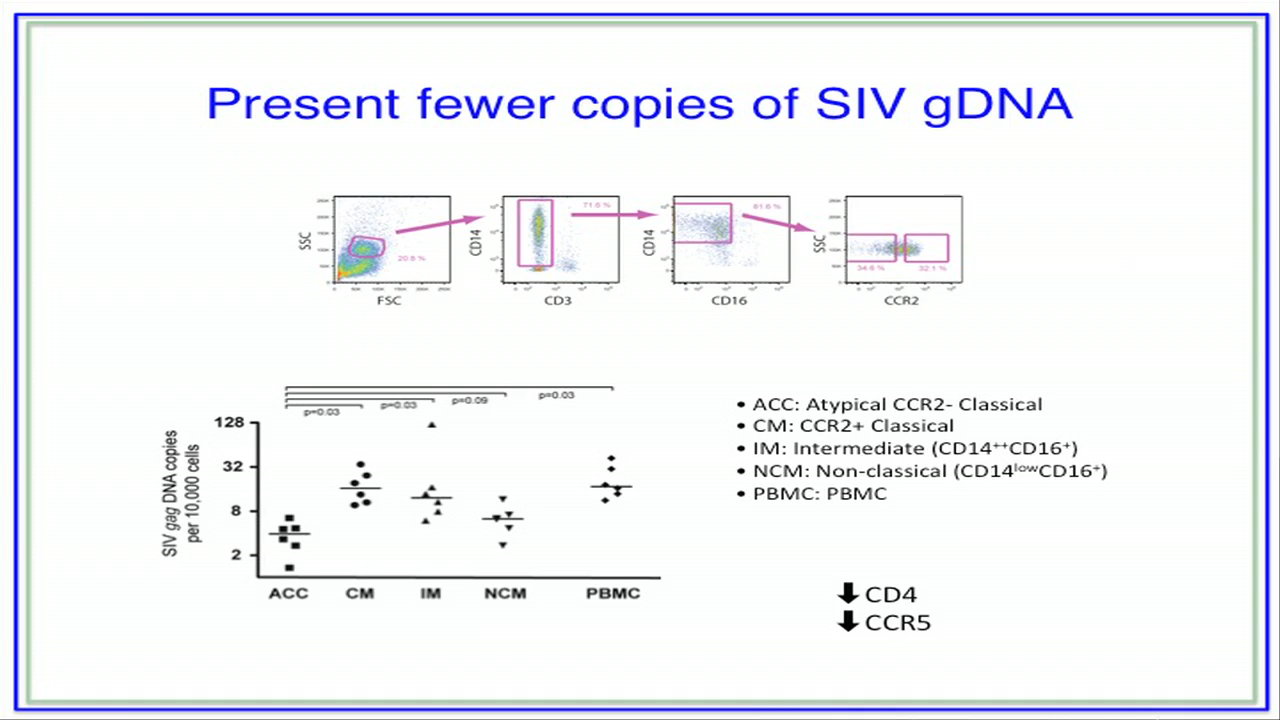 Present fewer copies of SIV gDNA
SSC
20.8 %
FSC
CD14
71.6 %
CD3
CD14
61.6 %
CD16
SSC
34.6 %
32.1 %
CCR2
p=0.03
p=0.03
p=0.09
p=0.03
SIV gag DNA copies
per 10,000 cells
128
32
8
2
ACC CM IM NCM PBMC
• ACC: Atypical CCR2- Classical
• CM: CCR2+ Classical
• IM: Intermediate (CD14⁺⁺CD16⁺)
• NCM: Non-classical (CD14ˡᵒʷCD16⁺)
• PBMC: PBMC
CD4
CCR5